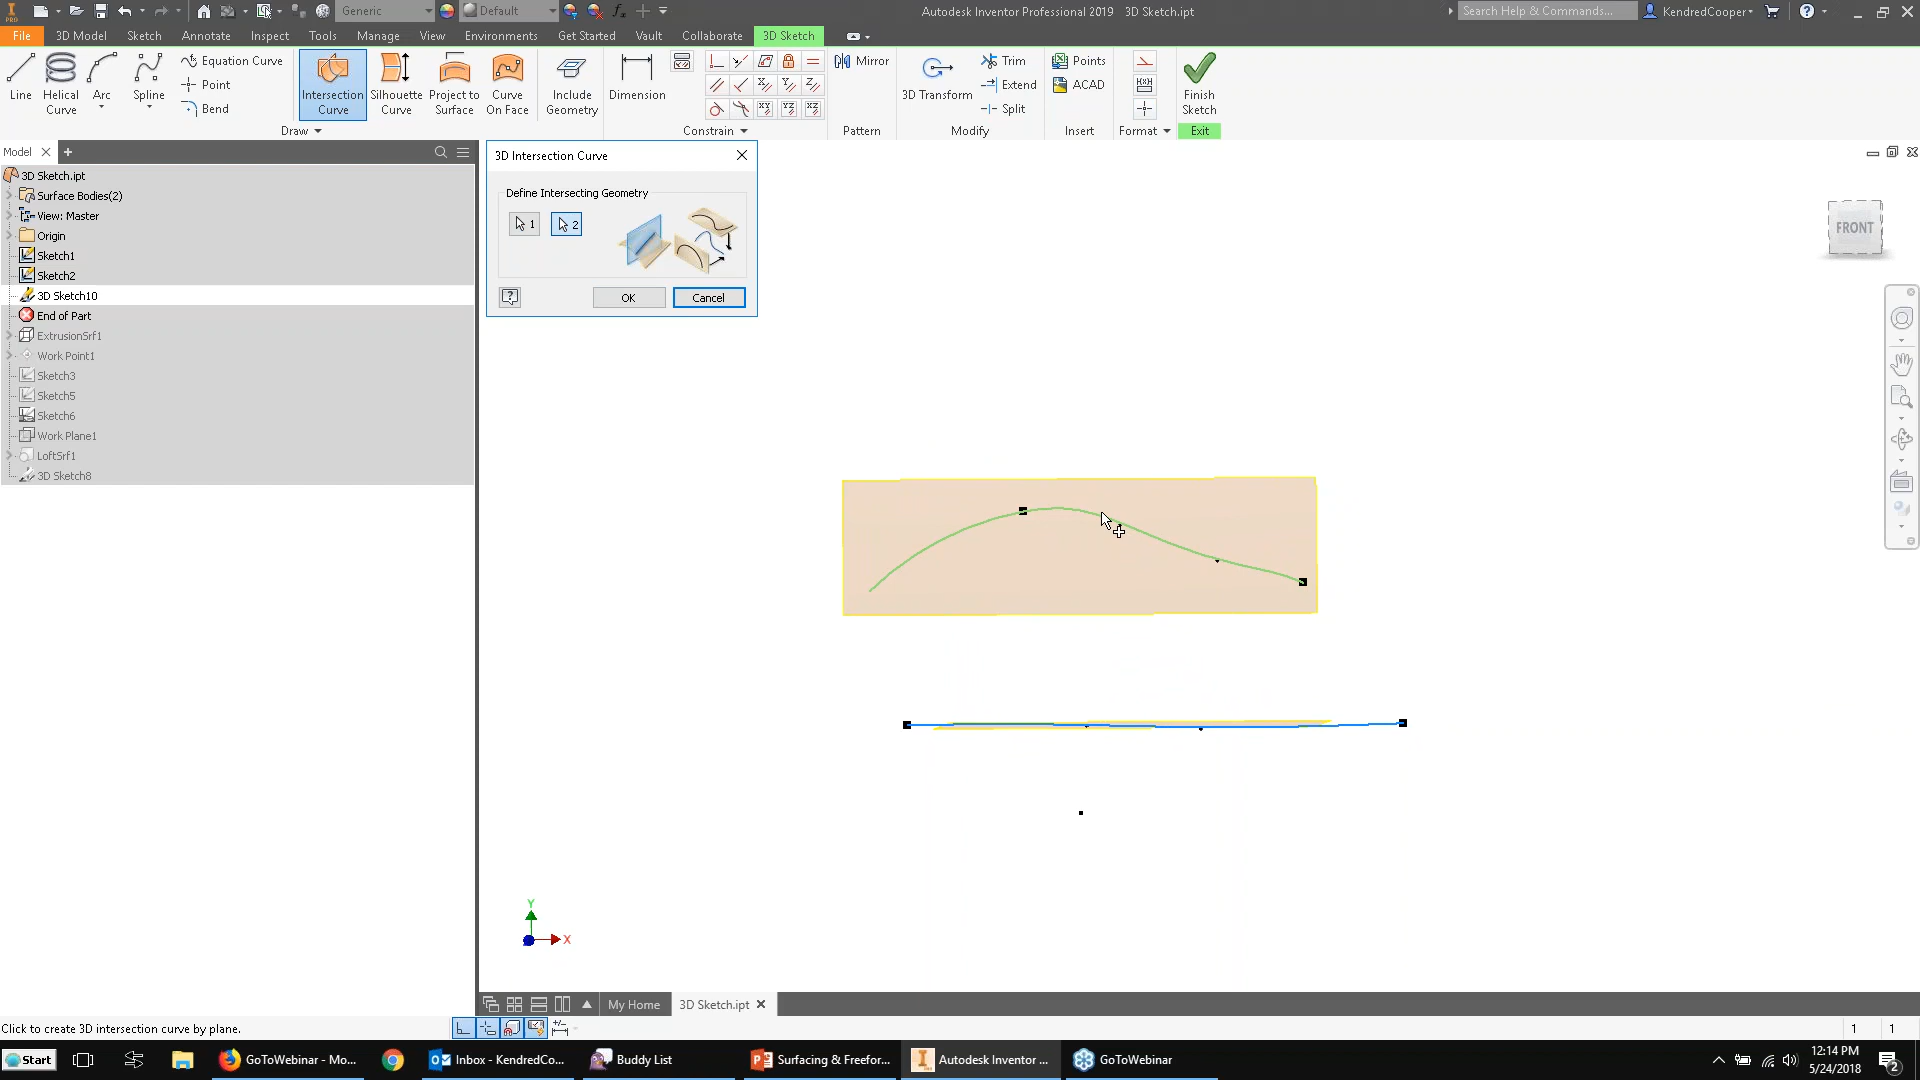 PRO
Generic
Default
Autodesk Inventor Professional 2019 3D Sketch.ipt
Search Help & Commands...
KendredCooper
File 3D Model Sketch Annotate Inspect Tools Manage View Environments Get Started Vault Collaborate 3D Sketch
Line
Helical Curve
Arc
Spline
Equation Curve
Point
Bend
Intersection Curve
Silhouette Curve
Project to Surface
Curve On Face
Include Geometry
Dimension
Mirror
3D Transform
Trim
Extend
Split
Points
ACAD
Finish Sketch
Draw
Constrain
Pattern
Modify
Insert
Format
Exit
Model
3D Sketch.ipt
Surface Bodies(2)
View: Master
Origin
Sketch1
Sketch2
3D Sketch10
End of Part
ExtrusionSrf1
Work Point1
Sketch3
Sketch5
Sketch6
Work Plane1
LoftSrf1
3D Sketch8
3D Intersection Curve
Define Intersecting Geometry
1
2
OK
Cancel
FRONT
Y
X
My Home
3D Sketch.ipt
Click to create 3D intersection curve by plane.
1 1
Start
GoToWebinar - Mo...
Inbox - KendredCo...
Buddy List
Surfacing & Freefor...
Autodesk Inventor ...
GoToWebinar
12:14 PM
5/24/2018
2